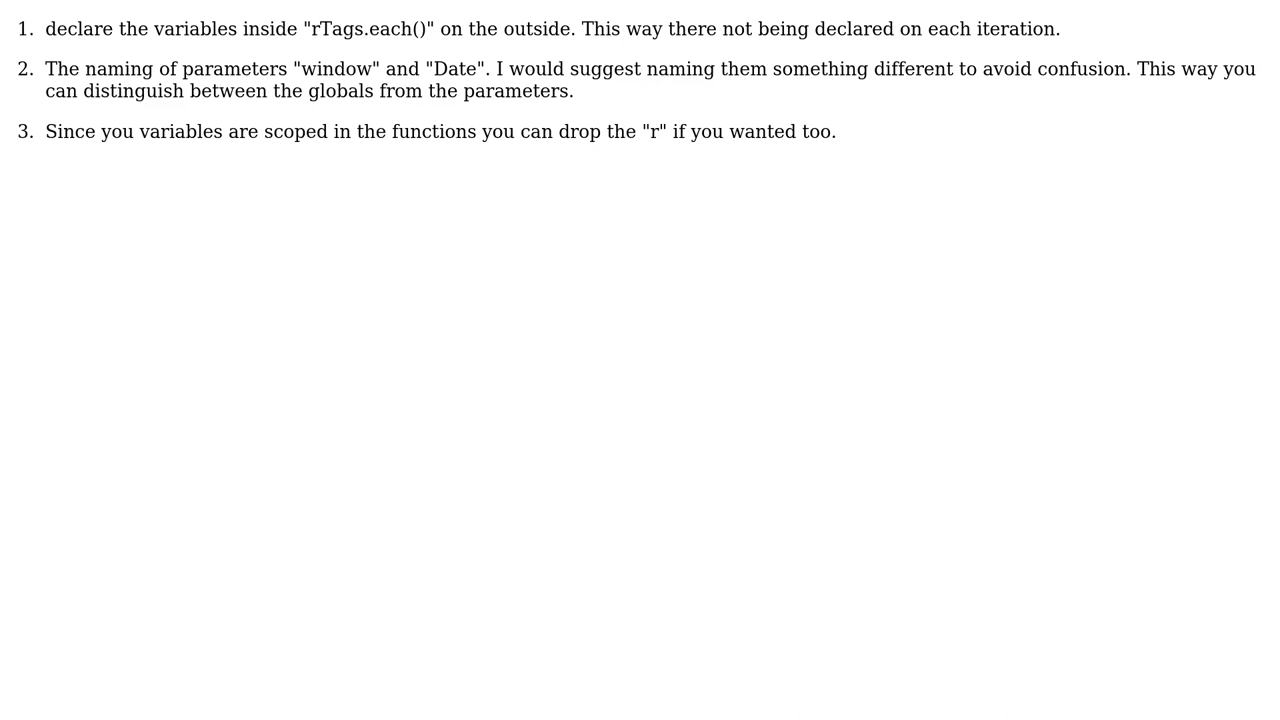 1. declare the variables inside "rTags.each()" on the outside. This way there not being declared on each iteration.
2. The naming of parameters "window" and "Date". I would suggest naming them something different to avoid confusion. This way you
can distinguish between the globals from the parameters.
3. Since you variables are scoped in the functions you can drop the "r" if you wanted too.